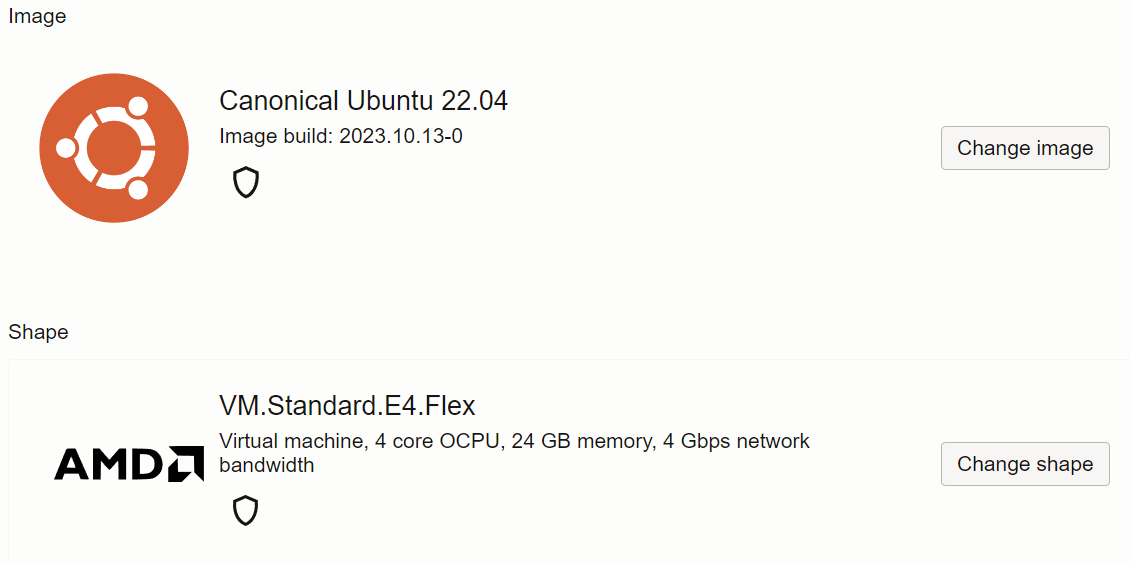 Image
Canonical Ubuntu 22.04
Image build: 2023.10.13-0
Change image
Shape
VM.Standard.E4.Flex
Virtual machine, 4 core OCPU, 24 GB memory, 4 Gbps network
bandwidth
AMD
Change shape